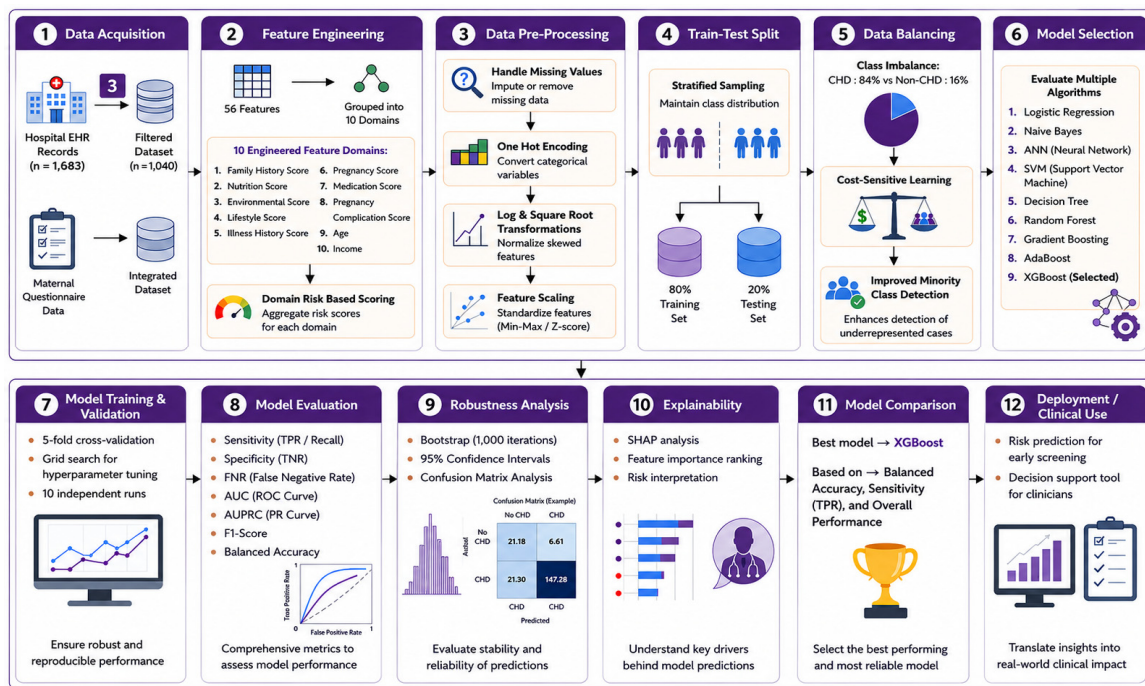 1 Data Acquisition
3
Hospital EHR
Records
(n = 1,683)
Filtered
Dataset
(n = 1,040)
Maternal
Questionnaire
Data
Integrated
Dataset
2 Feature Engineering
56 Features
Grouped into
10 Domains
10 Engineered Feature Domains:
1. Family History Score
2. Nutrition Score
3. Environmental Score
4. Lifestyle Score
5. Illness History Score
6. Pregnancy Score
7. Medication Score
8. Pregnancy
Complication Score
9. Age
10. Income
Domain Risk Based Scoring
Aggregate risk scores
for each domain
3 Data Pre-Processing
?
Handle Missing Values
Impute or remove
missing data
One Hot Encoding
Convert categorical
variables
Log & Square Root
Transformations
Normalize skewed
features
Feature Scaling
Standardize features
(Min-Max / Z-score)
4 Train-Test Split
Stratified Sampling
Maintain class distribution
80%
Training
Set
20%
Testing
Set
5 Data Balancing
Class Imbalance:
CHD : 84% vs Non-CHD : 16%
Cost-Sensitive Learning
$
Improved Minority
Class Detection
Enhances detection of
underrepresented cases
6 Model Selection
Evaluate Multiple
Algorithms
1. Logistic Regression
2. Naive Bayes
3. ANN (Neural Network)
4. SVM (Support Vector
Machine)
5. Decision Tree
6. Random Forest
7. Gradient Boosting
8. AdaBoost
9. XGBoost (Selected)
7 Model Training &
Validation
• 5-fold cross-validation
• Grid search for
hyperparameter tuning
• 10 independent runs
Ensure robust and
reproducible performance
8 Model Evaluation
• Sensitivity (TPR / Recall)
• Specificity (TNR)
• FNR (False Negative Rate)
• AUC (ROC Curve)
• AUPRC (PR Curve)
• F1-Score
• Balanced Accuracy
True Positive Rate
0
False Positive Rate
1
Comprehensive metrics to
assess model performance
9 Robustness Analysis
• Bootstrap (1,000 iterations)
• 95% Confidence Intervals
• Confusion Matrix Analysis
Confusion Matrix (Example)
No CHD CHD
Actual
No
CHD
21.18 6.61
CHD
21.30 147.28
CHD CHD
Predicted
Evaluate stability and
reliability of predictions
10 Explainability
• SHAP analysis
• Feature importance ranking
• Risk interpretation
Understand key drivers
behind model predictions
11 Model Comparison
Best model → XGBoost
Based on → Balanced
Accuracy, Sensitivity
(TPR), and Overall
Performance
Select the best performing
and most reliable model
12 Deployment /
Clinical Use
• Risk prediction for
early screening
• Decision support tool
for clinicians
Translate insights into
real-world clinical impact